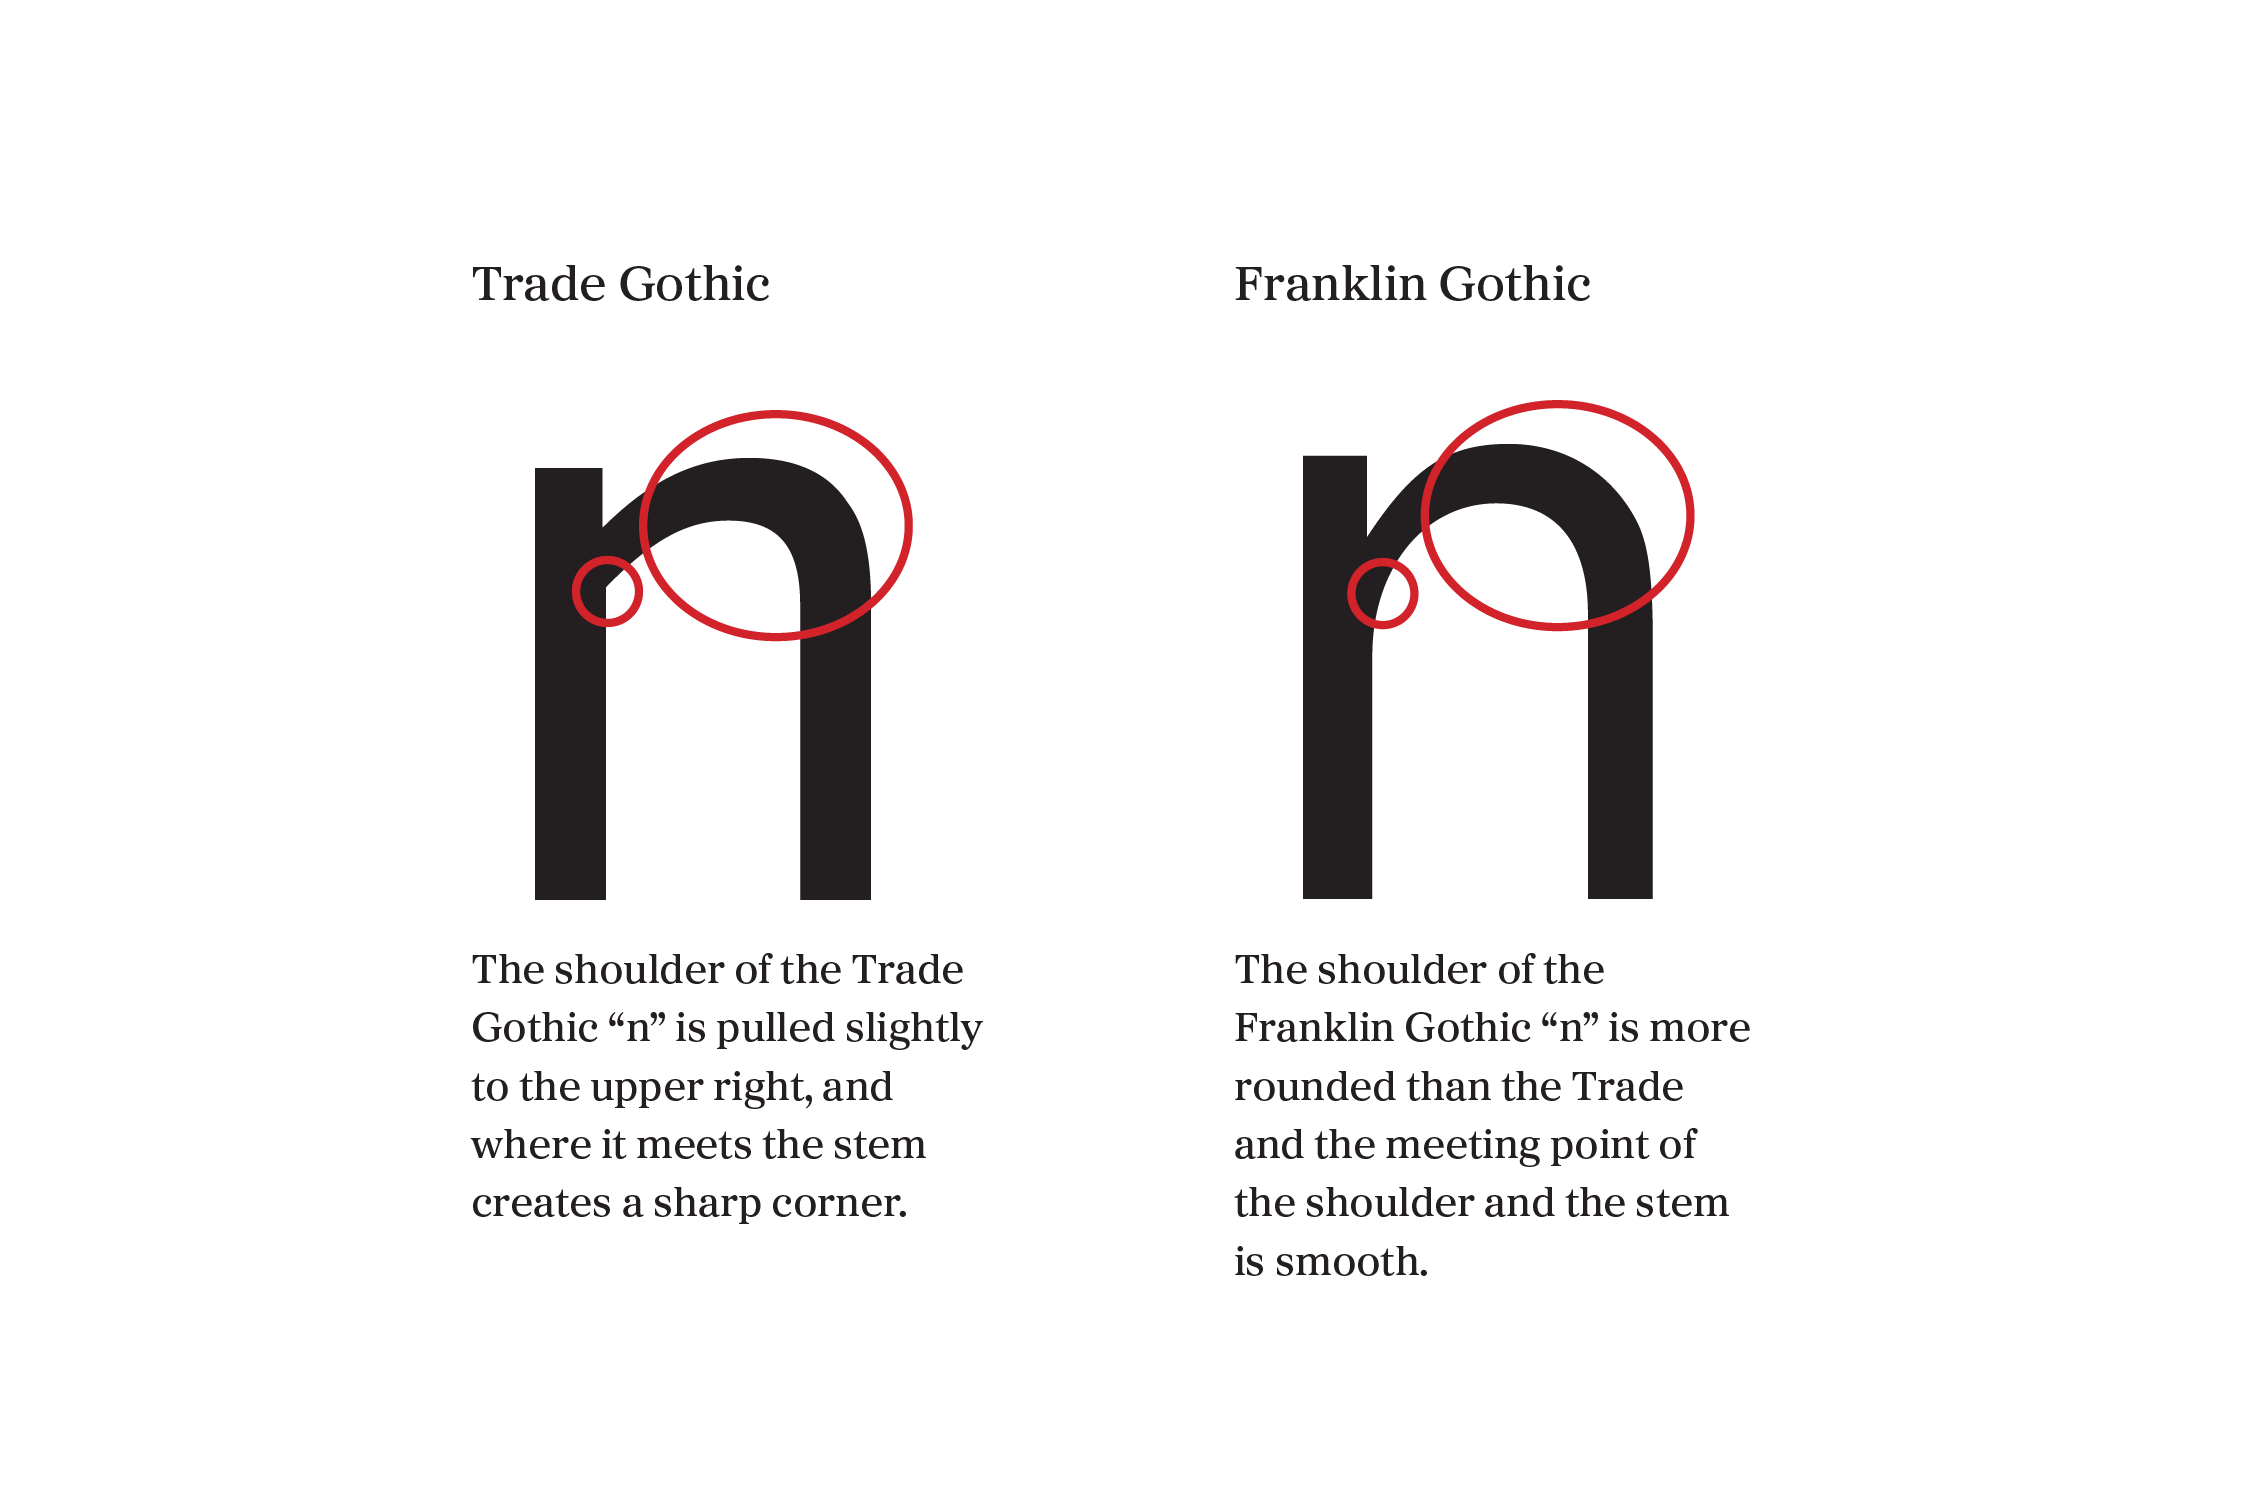 Trade Gothic
n
The shoulder of the Trade
Gothic “n” is pulled slightly
to the upper right, and
where it meets the stem
creates a sharp corner.
Franklin Gothic
n
The shoulder of the
Franklin Gothic “n” is more
rounded than the Trade
and the meeting point of
the shoulder and the stem
is smooth.